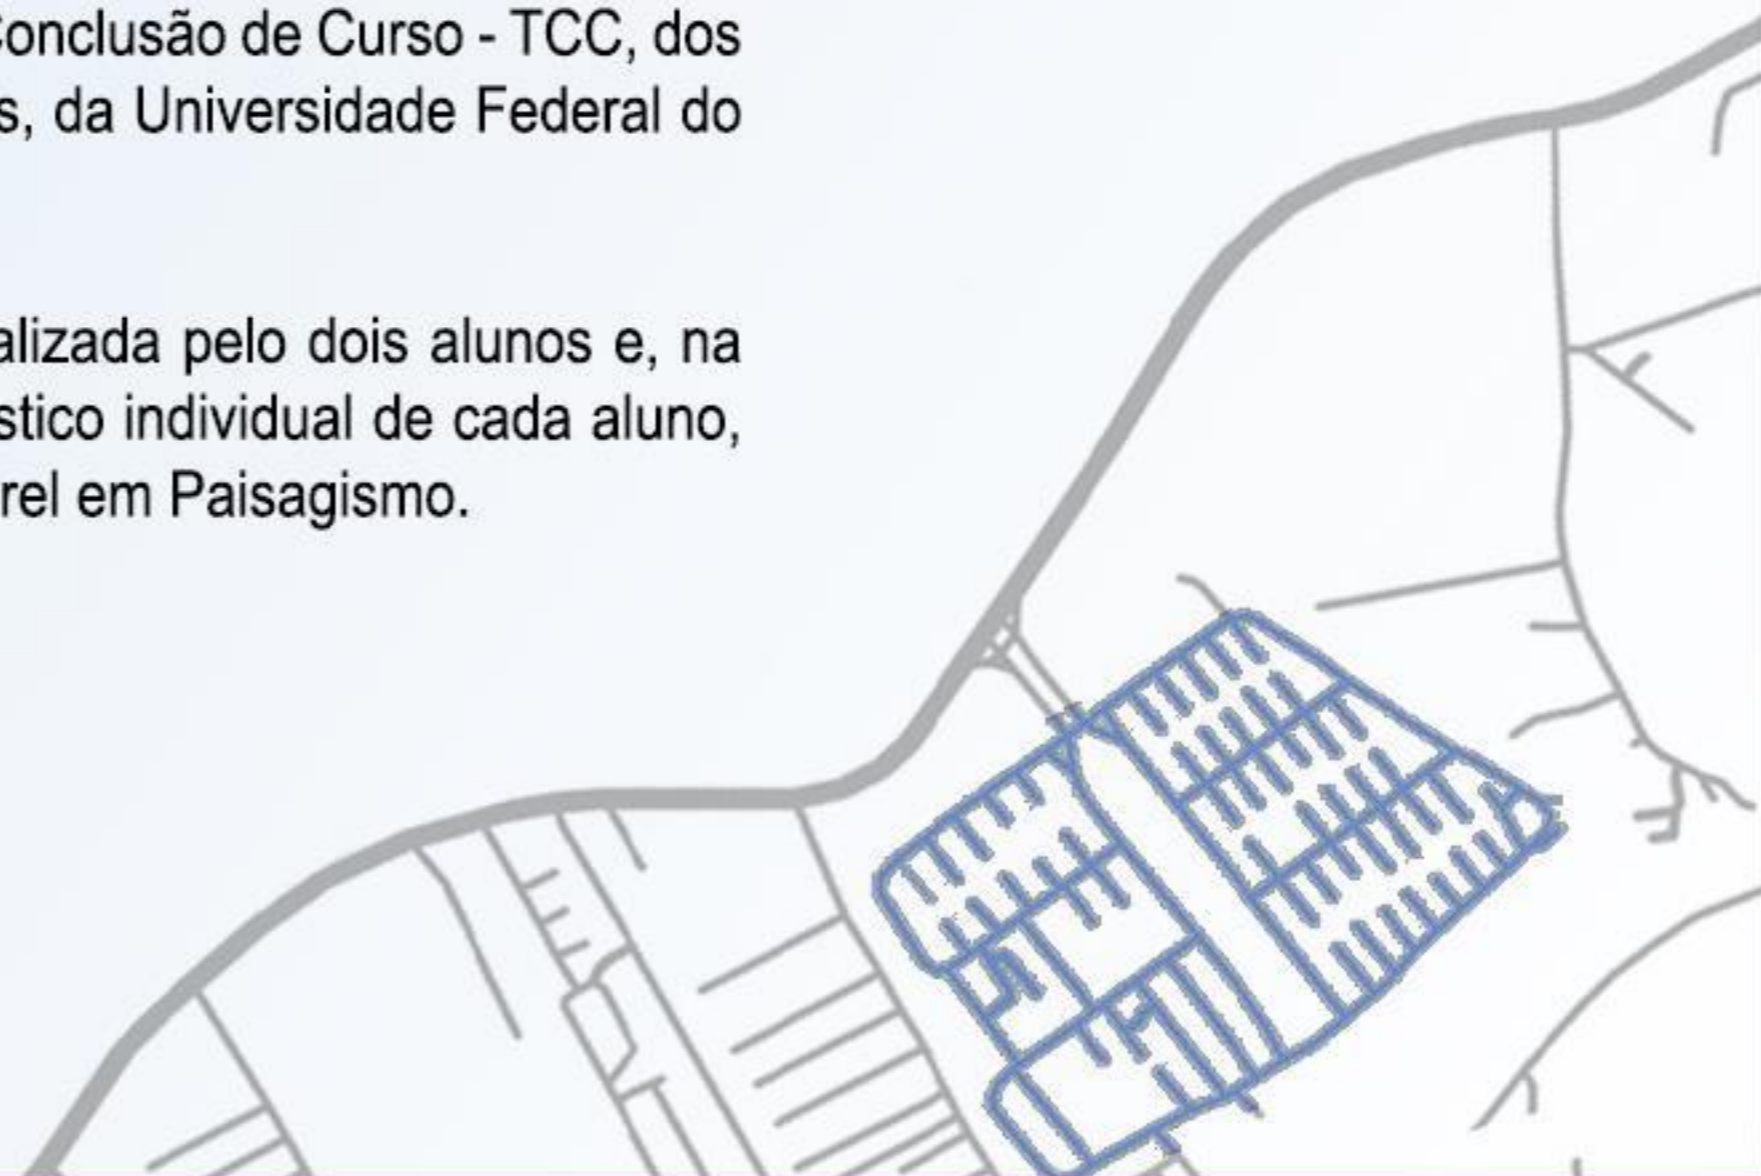 Conclusão de Curso - TCC, dos
s, da Universidade Federal do
alizada pelo dois alunos e, na
stico individual de cada aluno,
rel em Paisagismo.